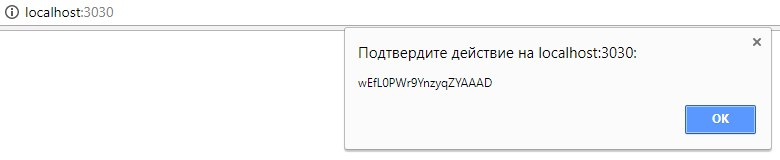 localhost:3030
Подтвердите действие на localhost:3030:
wEfL0PWr9YnzyqZYAAAD
OK